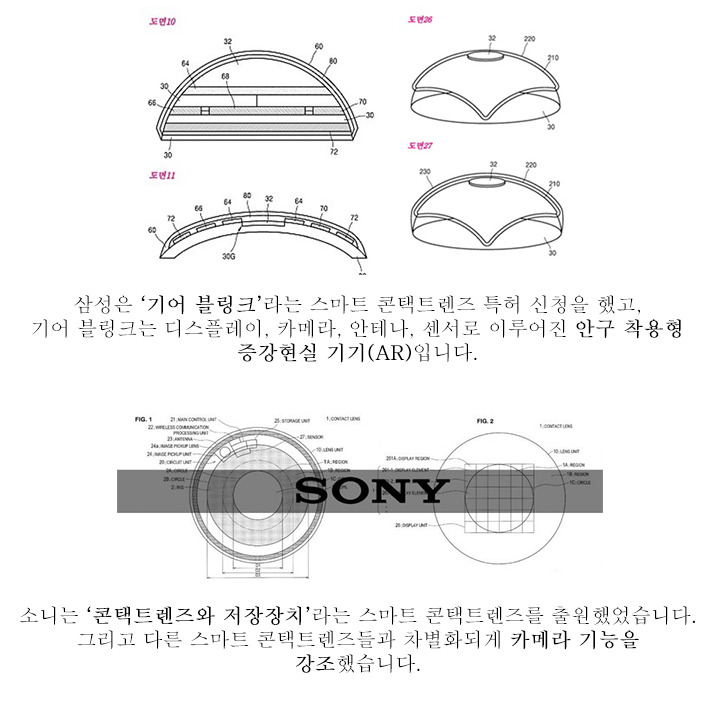 도면10
32
60
64
80
30
68
66
70
30
30
72
도면26
32
220
210
30
도면11
80
32
64
64
66
70
72
72
60
30G
도면27
230
32
220
210
30
삼성은 ‘기어 블링크’라는 스마트 콘택트렌즈 특허 신청을 했고,
기어 블링크는 디스플레이, 카메라, 안테나, 센서로 이루어진 안구 착용형
증강현실 기기(AR)입니다.
FIG. 1
21; MAIN CONTROL UNIT
22; WIRELESS COMMUNICATION
PROCESSING UNIT
23; ANTENNA
24a; IMAGE PICKUP LENS
24; IMAGE PICKUP UNIT
20; CIRCUIT UNIT
2A; CIRCLE
2B; CIRCLE
25; STORAGE UNIT
1; CONTACT LENS
27; SENSOR
10; LENS UNIT
1A; REGION
1B; REGION
D1
D2
D3
FIG. 2
1; CONTACT LENS
201A; DISPLAY REGION
201-1; DISPLAY ELEMENT
10; LENS UNIT
1A; REGION
1B; REGION
1C; CIRCLE
26; DISPLAY UNIT
SONY
소니는 ‘콘택트렌즈와 저장장치’라는 스마트 콘택트렌즈를 출원했었습니다.
그리고 다른 스마트 콘택트렌즈들과 차별화되게 카메라 기능을
강조했습니다.